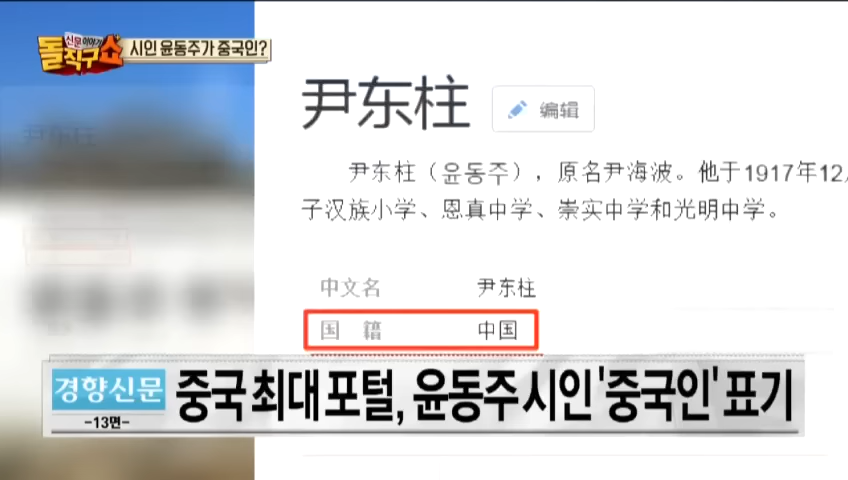 신문이야기
돌직구쇼
시인 윤동주가 중국인?
尹东柱
尹东柱 编辑
尹东柱（윤동주），原名尹海波。他于1917年12
子汉族小学、恩真中学、崇实中学和光明中学。
中文名 尹东柱
国 籍 中国
경향신문
-13면-
중국 최대 포털, 윤동주 시인 '중국인' 표기